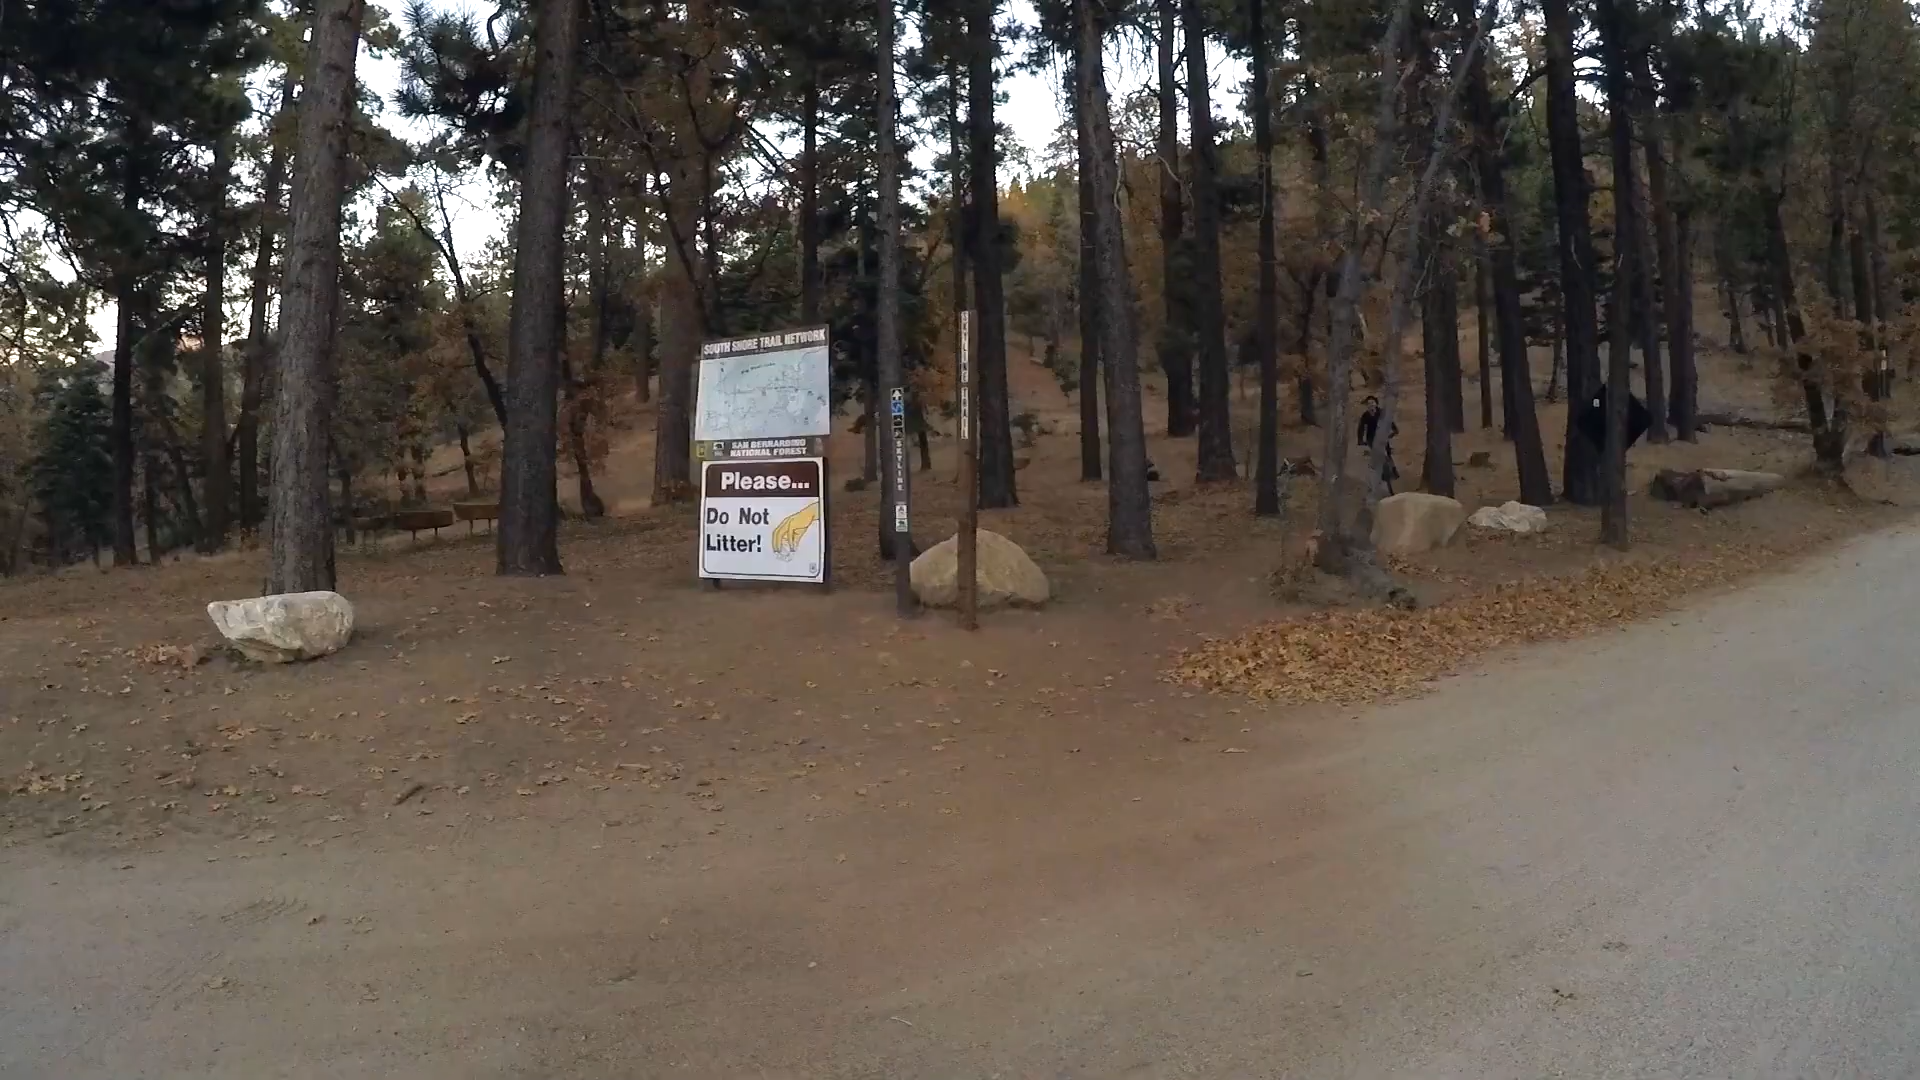 SOUTH SHORE TRAIL NETWORK
SAN BERNARDINO
NATIONAL FOREST
Please...
Do Not
Litter!
SKYLINE
SKYLINE TRAIL